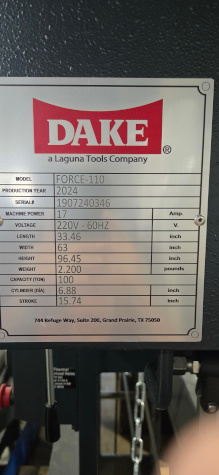 DAKE®
a Laguna Tools Company
MODEL FORCE-110
PRODUCTION YEAR 2024
SERIAL# 1907240346
MACHINE POWER 17 Amp.
VOLTAGE 220V - 60HZ V.
LENGTH 33.46 inch
WIDTH 63 inch
HEIGHT 96.45 inch
WEIGHT 2.200 pounds
CAPACITY (TON) 100
CYLINDER (DIA) 6.88 inch
STROKE 15.74 inch
744 Refuge Way, Suite 200, Grand Prairie, TX 75050